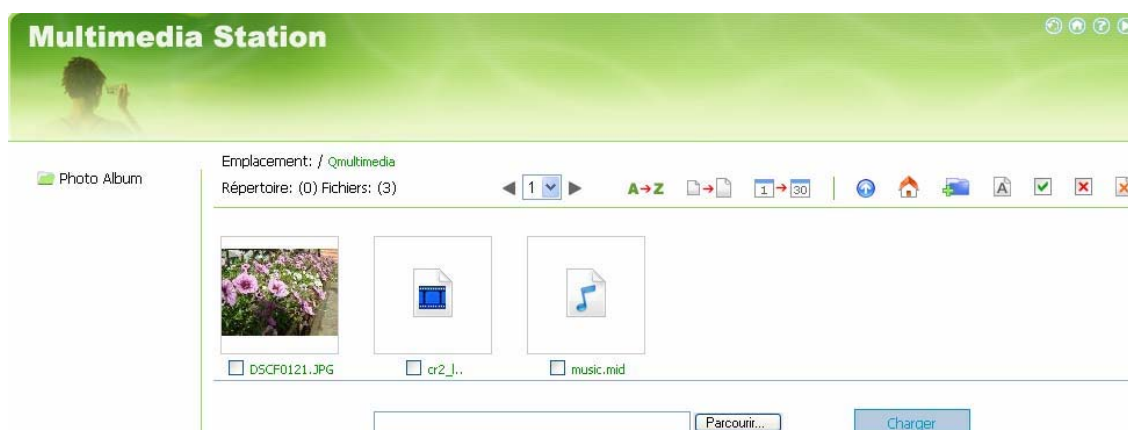 Multimedia Station
Photo Album
Emplacement: / Qmultimedia
Répertoire: (0) Fichiers: (3)
1
A→Z
1→30
A
DSCF0121.JPG
cr2_l..
music.mid
Parcourir...
Charger